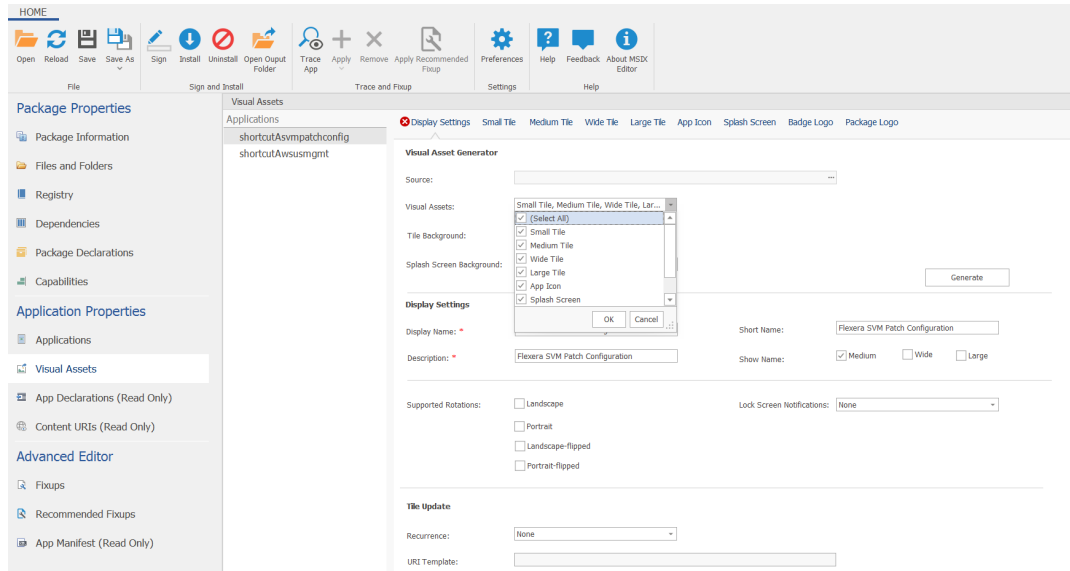 HOME
Open Reload Save Save As Sign Install Uninstall Open Ouput Folder Trace App Apply Remove Apply Recommended Fixup Preferences Help Feedback About MSIX Editor
File Sign and Install Trace and Fixup Settings Help
Package Properties
Package Information
Files and Folders
Registry
Dependencies
Package Declarations
Capabilities
Application Properties
Applications
Visual Assets
App Declarations (Read Only)
Content URIs (Read Only)
Advanced Editor
Fixups
Recommended Fixups
App Manifest (Read Only)
Visual Assets
Applications
shortcutAsvmpatchconfig
shortcutAwsusmgmt
Display Settings Small Tile Medium Tile Wide Tile Large Tile App Icon Splash Screen Badge Logo Package Logo
Visual Asset Generator
Source: ...
Visual Assets: Small Tile, Medium Tile, Wide Tile, Lar...
(Select All)
Small Tile
Tile Background:
Medium Tile
Wide Tile
Splash Screen Background:
Large Tile
Generate
App Icon
Splash Screen
OK Cancel
Display Settings
Display Name: *
Short Name: Flexera SVM Patch Configuration
Description: * Flexera SVM Patch Configuration
Show Name: Medium Wide Large
Supported Rotations: Landscape
Lock Screen Notifications: None
Portrait
Landscape-flipped
Portrait-flipped
Tile Update
Recurrence: None
URI Template: